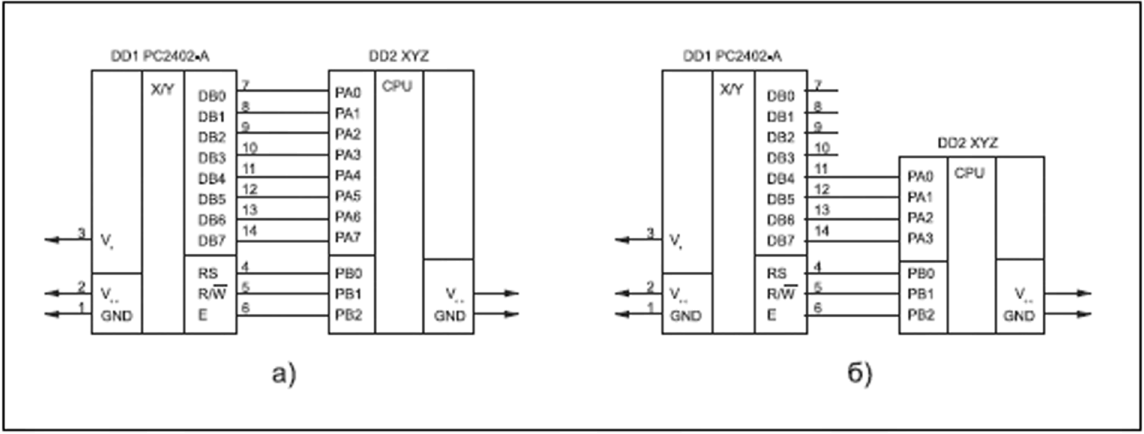 DD1 PC2402•A DD2 XYZ
X/Y CPU
DB0 7 PA0
DB1 8 PA1
DB2 9 PA2
DB3 10 PA3
DB4 11 PA4
DB5 12 PA5
DB6 13 PA6
3 V DB7 14 PA7
RS 4 PB0
2 V R/W̅ 5 PB1 V
1 GND E 6 PB2 GND
а)
DD1 PC2402•A
X/Y
DB0 7
DB1 8
DB2 9
DB3 10 DD2 XYZ
DB4 11 PA0 CPU
DB5 12 PA1
DB6 13 PA2
3 V DB7 14 PA3
RS 4 PB0
2 V R/W̅ 5 PB1 V
1 GND E 6 PB2 GND
б)